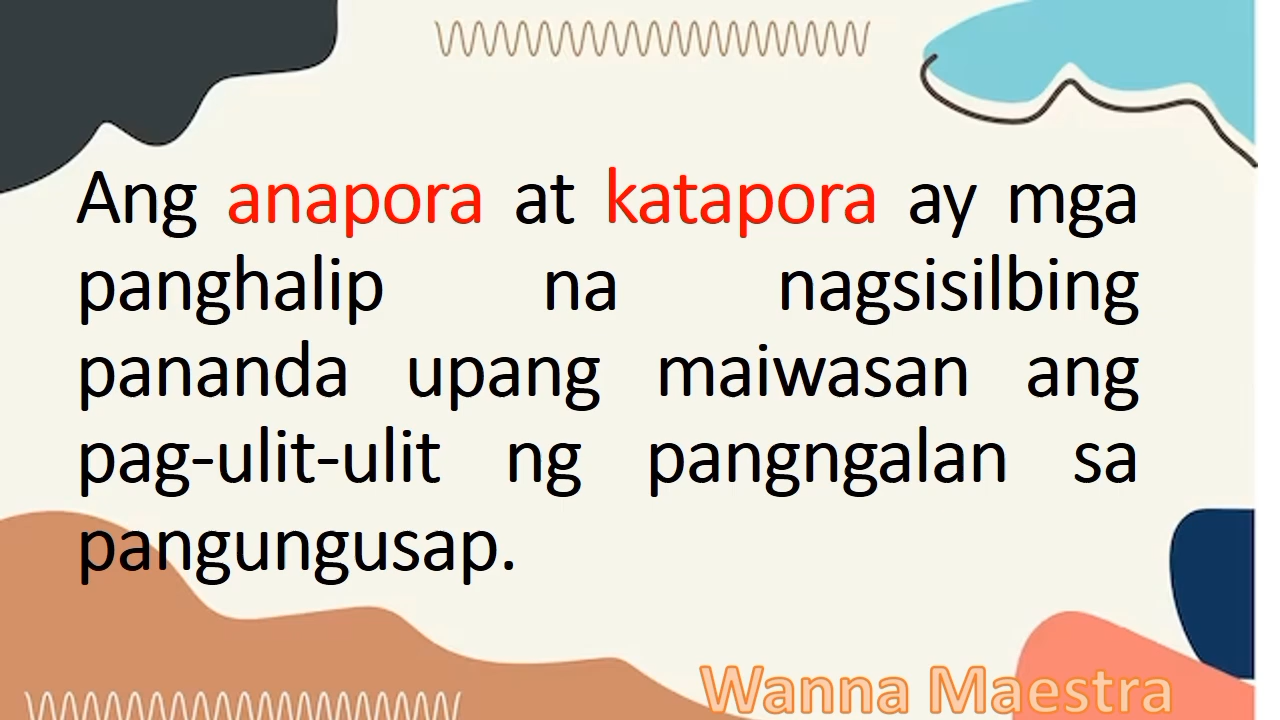 Ang anapora at katapora ay mga
panghalip na nagsisilbing
pananda upang maiwasan ang
pag-ulit-ulit ng pangngalan sa
pangungusap.
Wanna Maestra